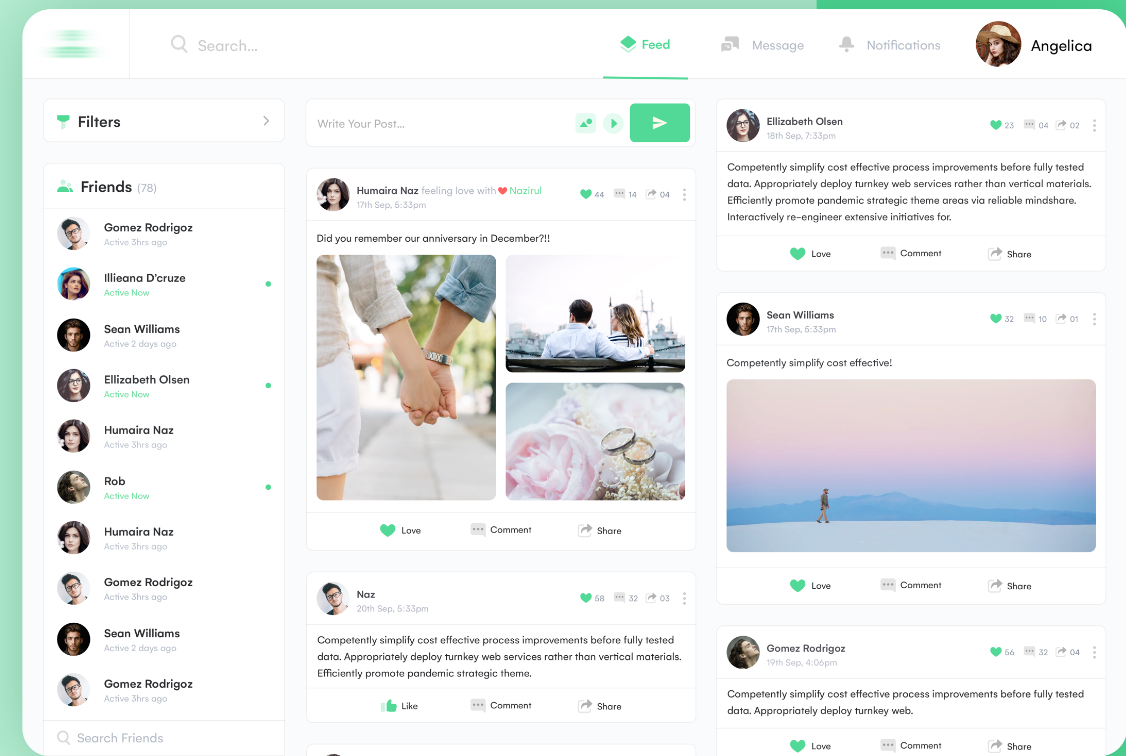 Search...
Feed
Message
Notifications
Angelica
Filters
Friends (78)
Gomez Rodrigoz
Active 3hrs ago
Illieana D'cruze
Active Now
Sean Williams
Active 2 days ago
Ellizabeth Olsen
Active Now
Humaira Naz
Active 3hrs ago
Rob
Active Now
Humaira Naz
Active 3hrs ago
Gomez Rodrigoz
Active 3hrs ago
Sean Williams
Active 2 days ago
Gomez Rodrigoz
Active 3hrs ago
Search Friends
Write Your Post...
Humaira Naz feeling love with Nazirul
17th Sep, 5:33pm
44 14 04
Did you remember our anniversary in December?!!
Love Comment Share
Naz
20th Sep, 5:33pm
58 32 03
Competently simplify cost effective process improvements before fully tested
data. Appropriately deploy turnkey web services rather than vertical materials.
Efficiently promote pandemic strategic theme.
Like Comment Share
Ellizabeth Olsen
18th Sep, 7:33pm
23 04 02
Competently simplify cost effective process improvements before fully tested
data. Appropriately deploy turnkey web services rather than vertical materials.
Efficiently promote pandemic strategic theme areas via reliable mindshare.
Interactively re-engineer extensive initiatives for.
Love Comment Share
Sean Williams
17th Sep, 5:33pm
32 10 01
Competently simplify cost effective!
Love Comment Share
Gomez Rodrigoz
19th Sep, 4:06pm
56 32 04
Competently simplify cost effective process improvements before fully tested
data. Appropriately deploy turnkey web.
Love Comment Share